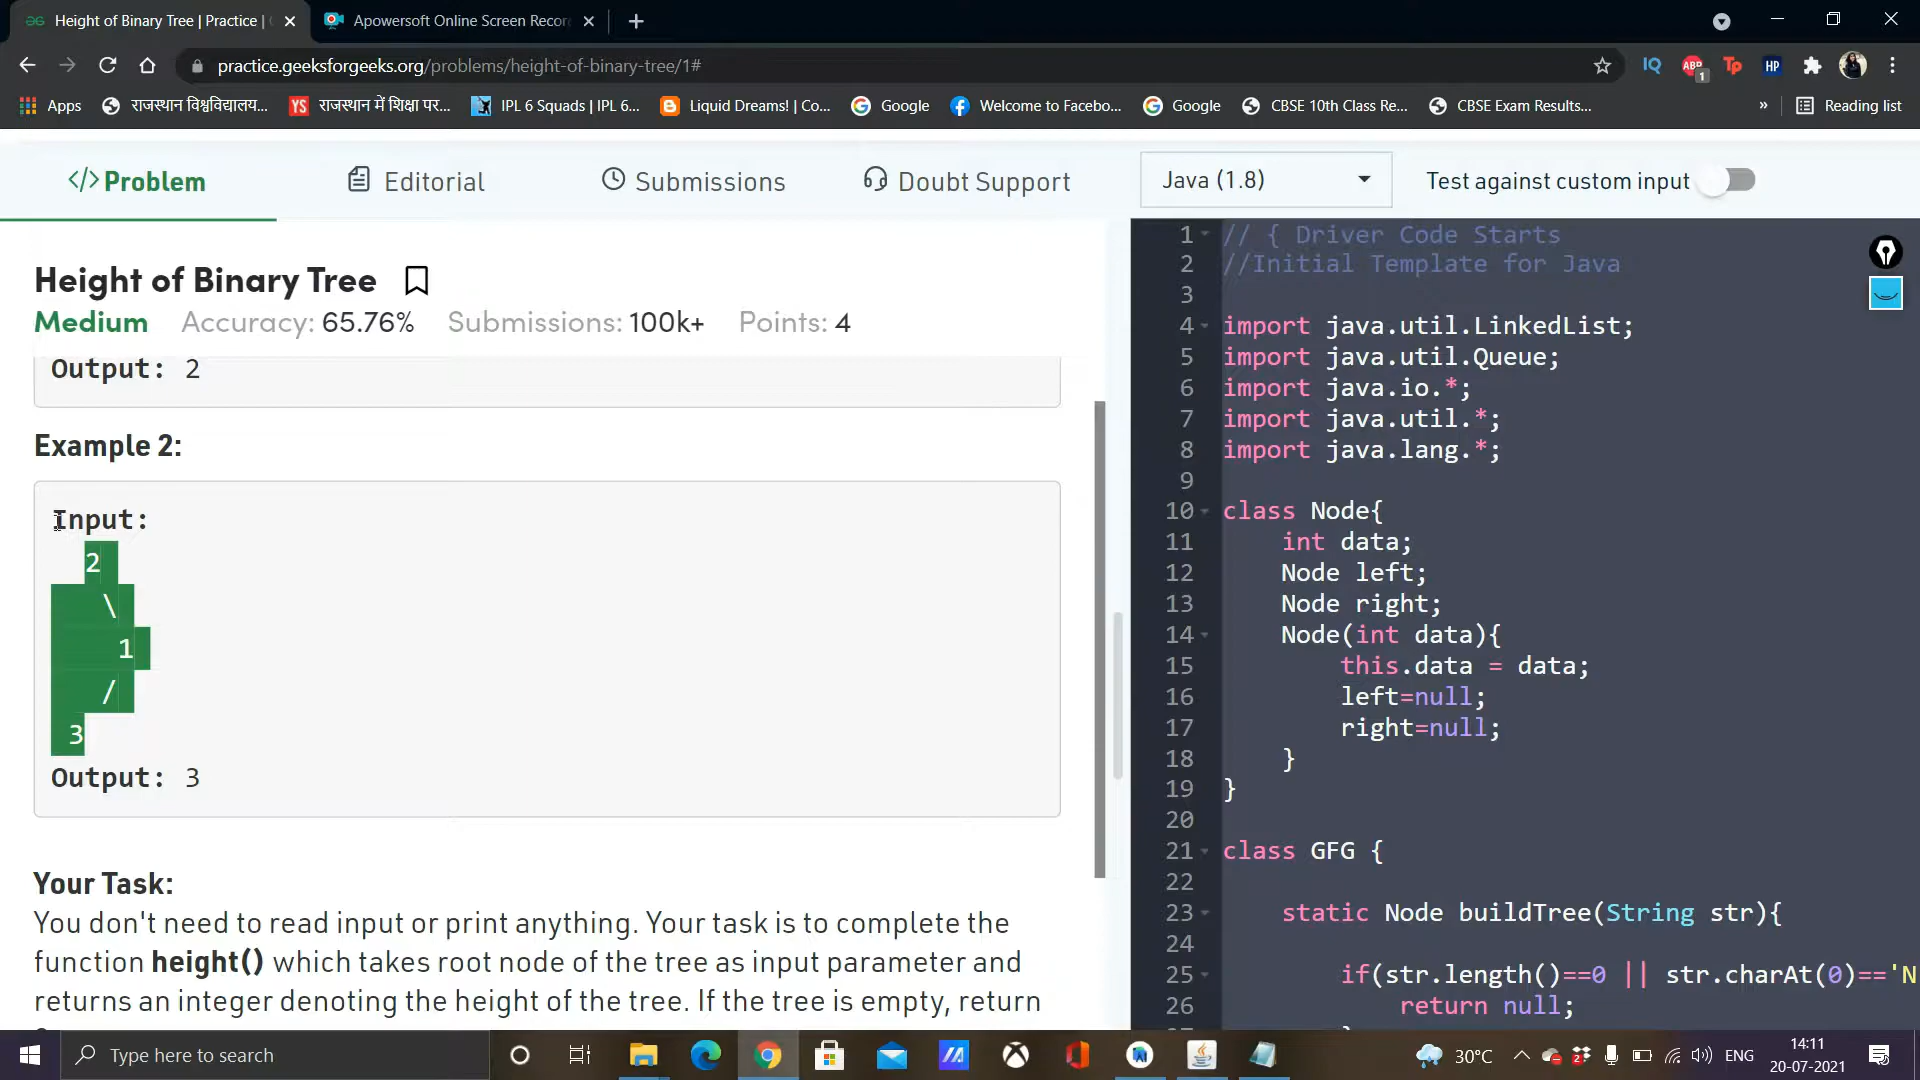 Height of Binary Tree | Practice |
Apowersoft Online Screen Recor
practice.geeksforgeeks.org/problems/height-of-binary-tree/1#
IQ
ABP
1
Tp
HP
Apps
राजस्थान विश्वविद्यालय...
YS
राजस्थान में शिक्षा पर...
IPL 6 Squads | IPL 6...
Liquid Dreams! | Co...
Google
Welcome to Facebo...
Google
CBSE 10th Class Re...
CBSE Exam Results...
»
Reading list
</> Problem
Editorial
Submissions
Doubt Support
Java (1.8)
Test against custom input
Height of Binary Tree
Medium Accuracy: 65.76% Submissions: 100k+ Points: 4
Output: 2
Example 2:
Input:
2
\
1
/
3
Output: 3
Your Task:
You don't need to read input or print anything. Your task is to complete the
function height() which takes root node of the tree as input parameter and
returns an integer denoting the height of the tree. If the tree is empty, return
1 // { Driver Code Starts
2 //Initial Template for Java
3
4 import java.util.LinkedList;
5 import java.util.Queue;
6 import java.io.*;
7 import java.util.*;
8 import java.lang.*;
9
10 class Node{
11 int data;
12 Node left;
13 Node right;
14 Node(int data){
15 this.data = data;
16 left=null;
17 right=null;
18 }
19 }
20
21 class GFG {
22
23 static Node buildTree(String str){
24
25 if(str.length()==0 || str.charAt(0)=='N
26 return null;
Type here to search
30°C
2
ENG
14:11
20-07-2021